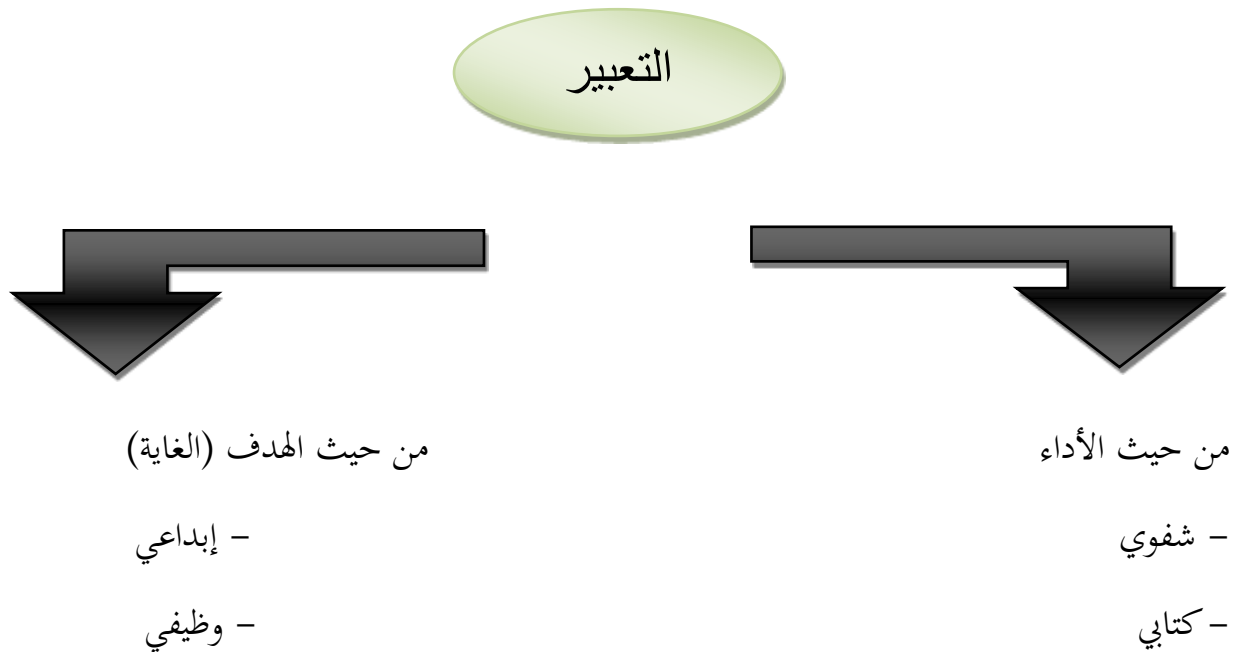 التعبير
من حيث الأداء
- شفوي
- كتابي
من حيث الهدف (الغاية)
- إبداعي
- وظيفي